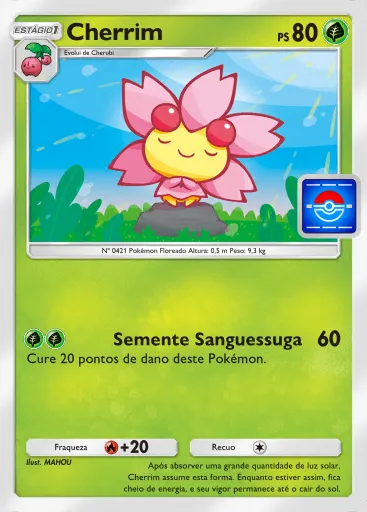 ESTÁGIO 1
Cherrim
PS 80
Evolui de Cherubi
Nº 0421 Pokémon Floreado Altura: 0,5 m Peso: 9,3 kg
Semente Sanguessuga 60
Cure 20 pontos de dano deste Pokémon.
Fraqueza +20
Recuo
Ilust. MAHOU
Após absorver uma grande quantidade de luz solar,
Cherrim assume esta forma. Enquanto estiver assim, fica
cheio de energia, e seu vigor permanece até o cair do sol.